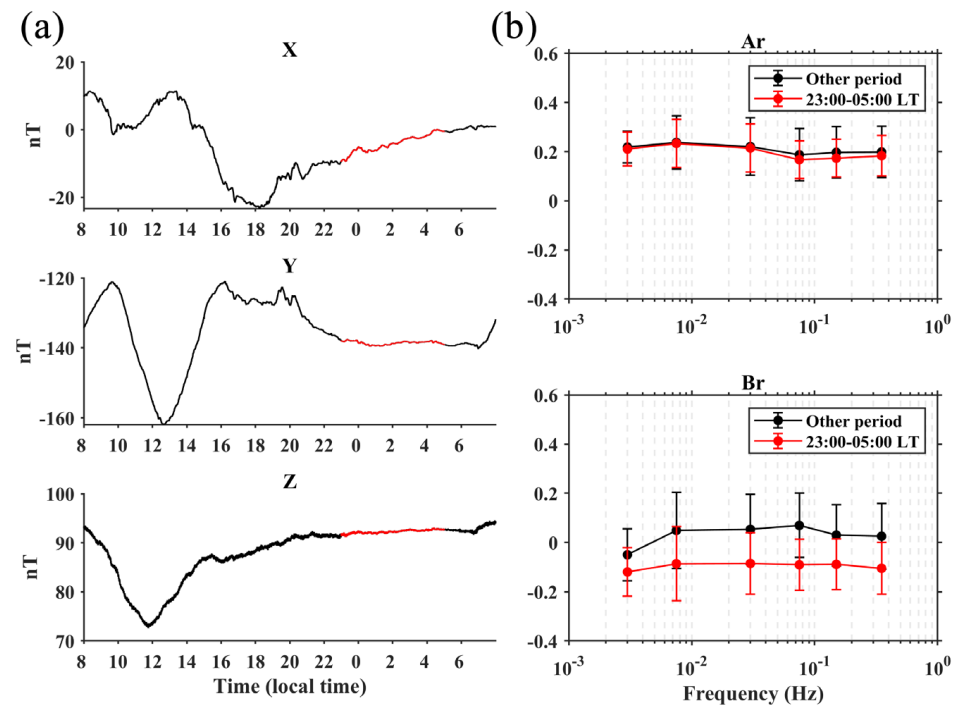 (a)
X
nT
20
0
-20
8 10 12 14 16 18 20 22 0 2 4 6
Y
nT
-120
-140
-160
8 10 12 14 16 18 20 22 0 2 4 6
Z
nT
100
90
80
70
8 10 12 14 16 18 20 22 0 2 4 6
Time (local time)
(b)
Ar
0.6
0.4
0.2
0
-0.2
-0.4
Other period
23:00-05:00 LT
10-3 10-2 10-1 100
Br
0.6
0.4
0.2
0
-0.2
-0.4
Other period
23:00-05:00 LT
10-3 10-2 10-1 100
Frequency (Hz)